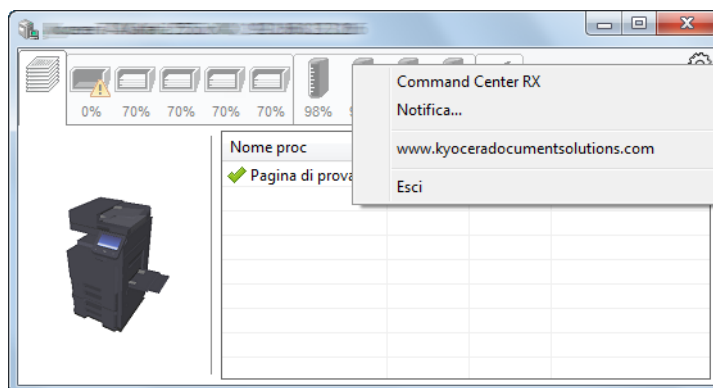 0% 70% 70% 70% 70% 98%
Command Center RX
Notifica...
www.kyoceradocumentsolutions.com
Esci
Nome proc
Pagina di prova